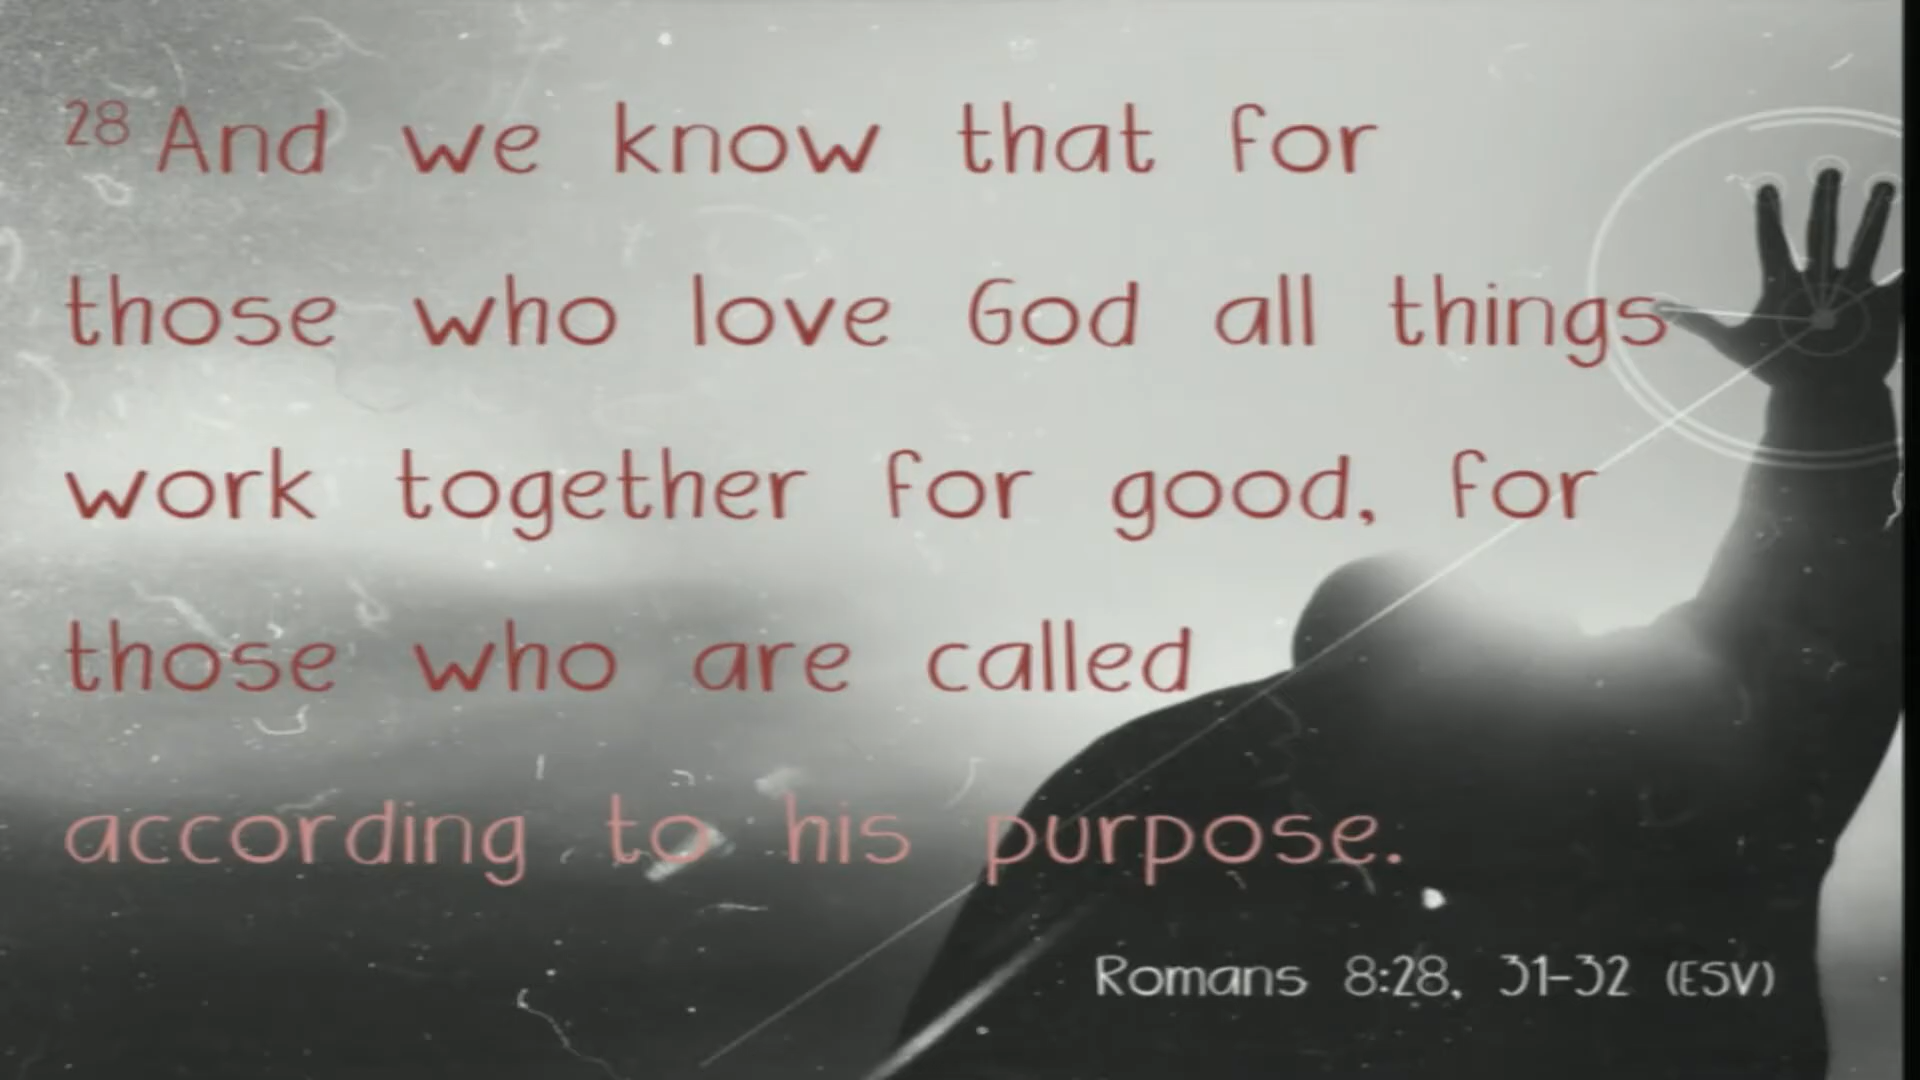 28 And we know that for
those who love God all things
work together for good, for
those who are called
according to his purpose.
Romans 8:28, 31-32 (ESV)